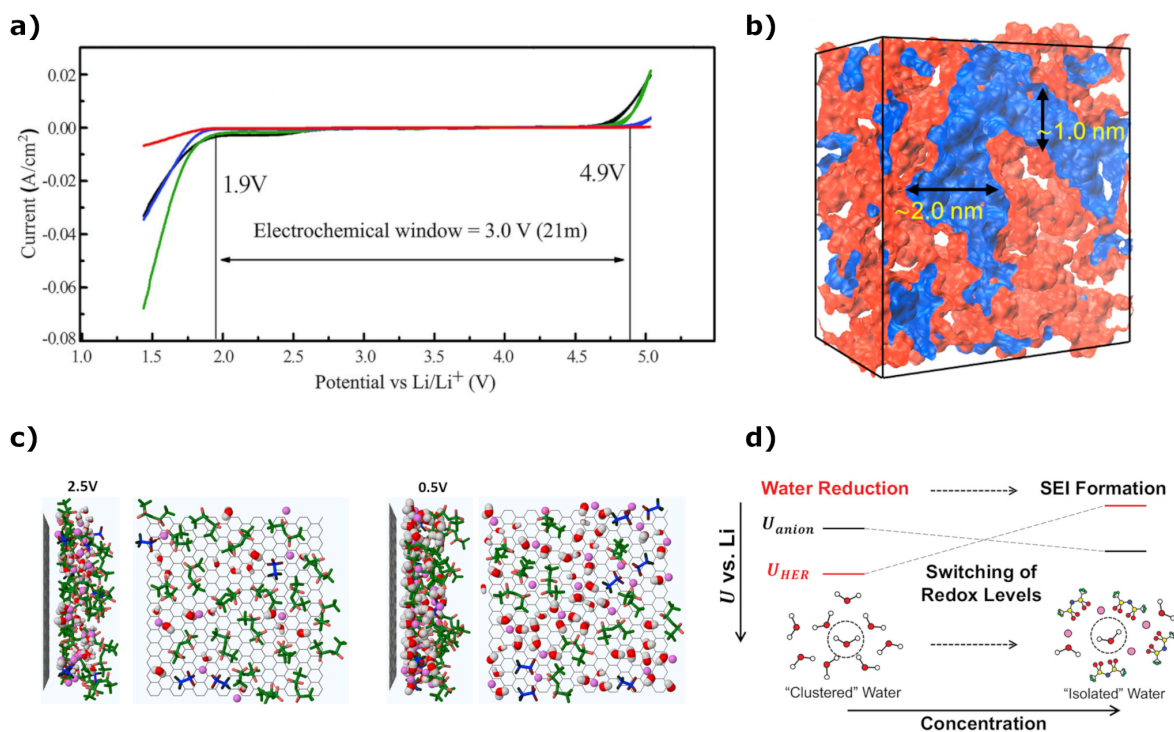 a)
0.02
0.00
-0.02
-0.04
-0.06
-0.08
Current (A/cm²)
1.9V
4.9V
Electrochemical window = 3.0 V (21m)
1.0 1.5 2.0 2.5 3.0 3.5 4.0 4.5 5.0
Potential vs Li/Li⁺ (V)
b)
~1.0 nm
~2.0 nm
c)
2.5V
0.5V
d)
Water Reduction
SEI Formation
U vs. Li
U_anion
U_HER
Switching of
Redox Levels
"Clustered" Water
"Isolated" Water
Concentration